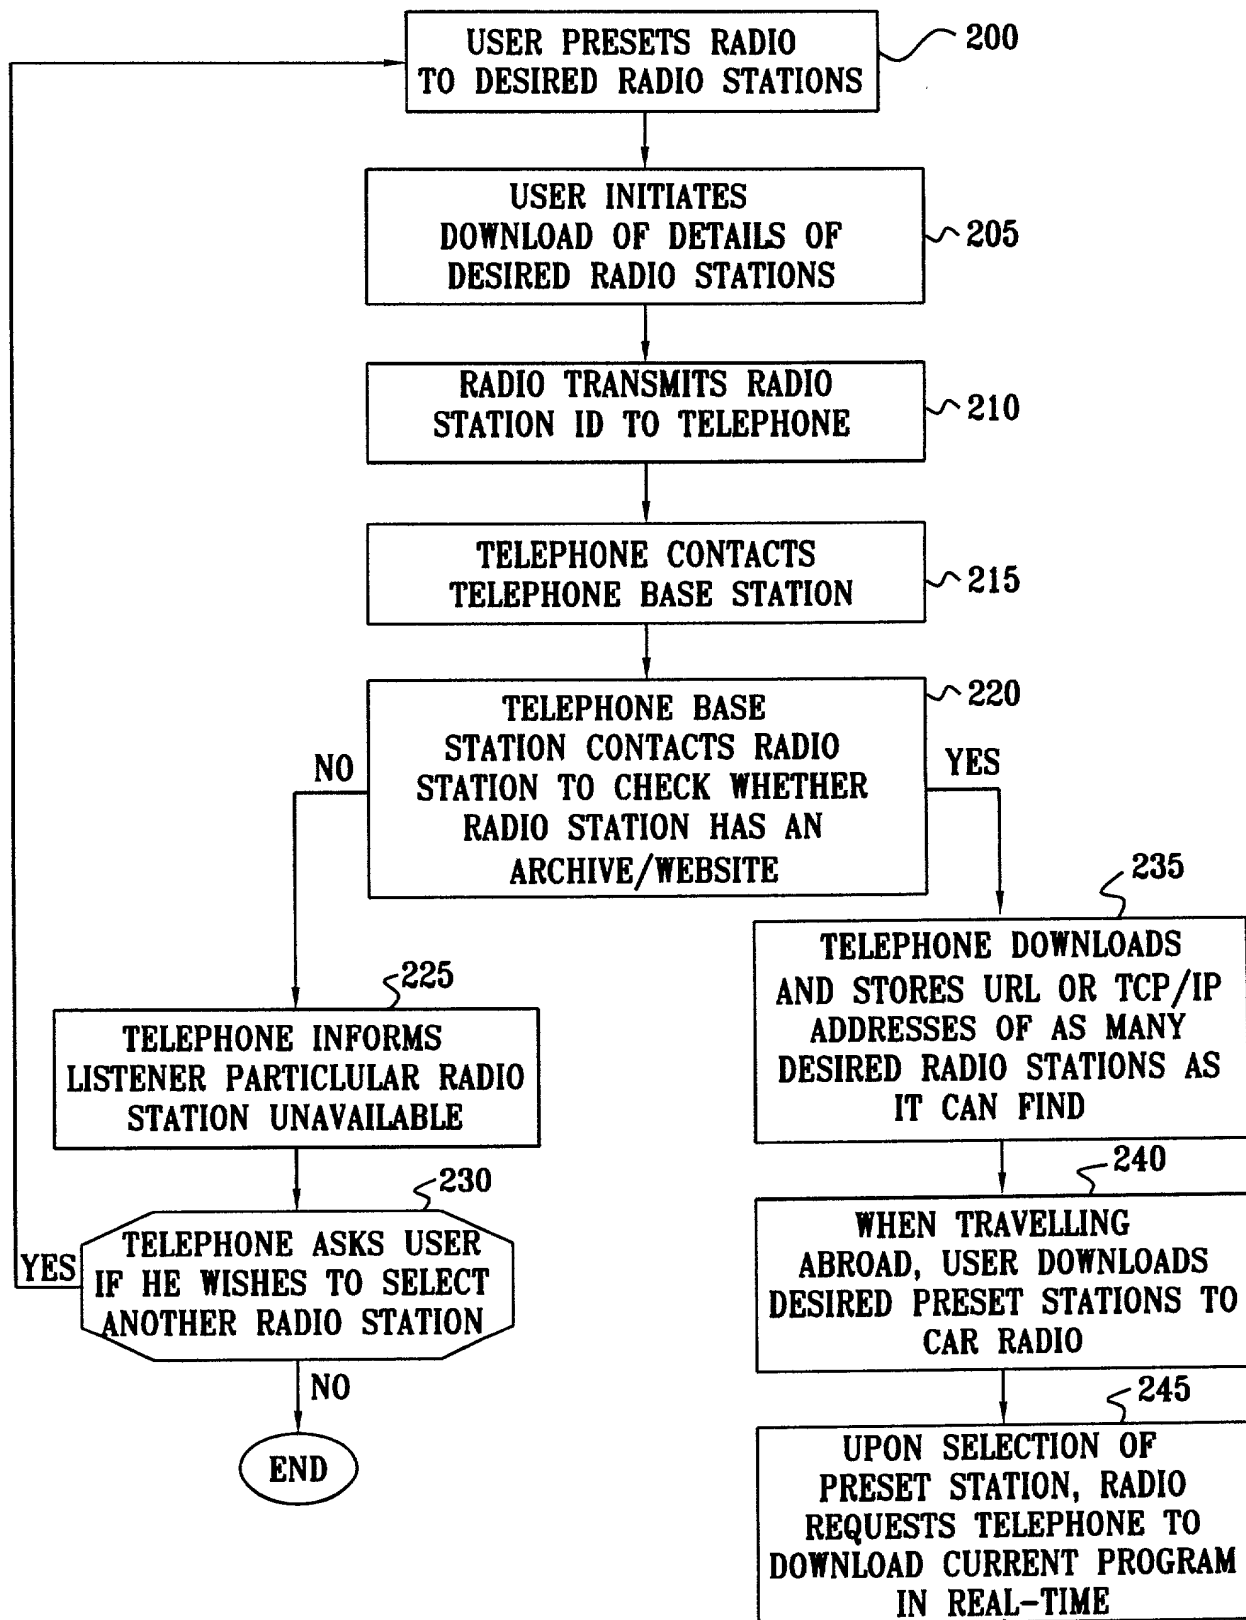 USER PRESETS RADIO
TO DESIRED RADIO STATIONS
200
USER INITIATES
DOWNLOAD OF DETAILS OF
DESIRED RADIO STATIONS
205
RADIO TRANSMITS RADIO
STATION ID TO TELEPHONE
210
TELEPHONE CONTACTS
TELEPHONE BASE STATION
215
TELEPHONE BASE
STATION CONTACTS RADIO
STATION TO CHECK WHETHER
RADIO STATION HAS AN
ARCHIVE/WEBSITE
220
NO
YES
225
TELEPHONE INFORMS
LISTENER PARTICLULAR RADIO
STATION UNAVAILABLE
230
TELEPHONE ASKS USER
IF HE WISHES TO SELECT
ANOTHER RADIO STATION
YES
NO
END
235
TELEPHONE DOWNLOADS
AND STORES URL OR TCP/IP
ADDRESSES OF AS MANY
DESIRED RADIO STATIONS AS
IT CAN FIND
240
WHEN TRAVELLING
ABROAD, USER DOWNLOADS
DESIRED PRESET STATIONS TO
CAR RADIO
245
UPON SELECTION OF
PRESET STATION, RADIO
REQUESTS TELEPHONE TO
DOWNLOAD CURRENT PROGRAM
IN REAL-TIME